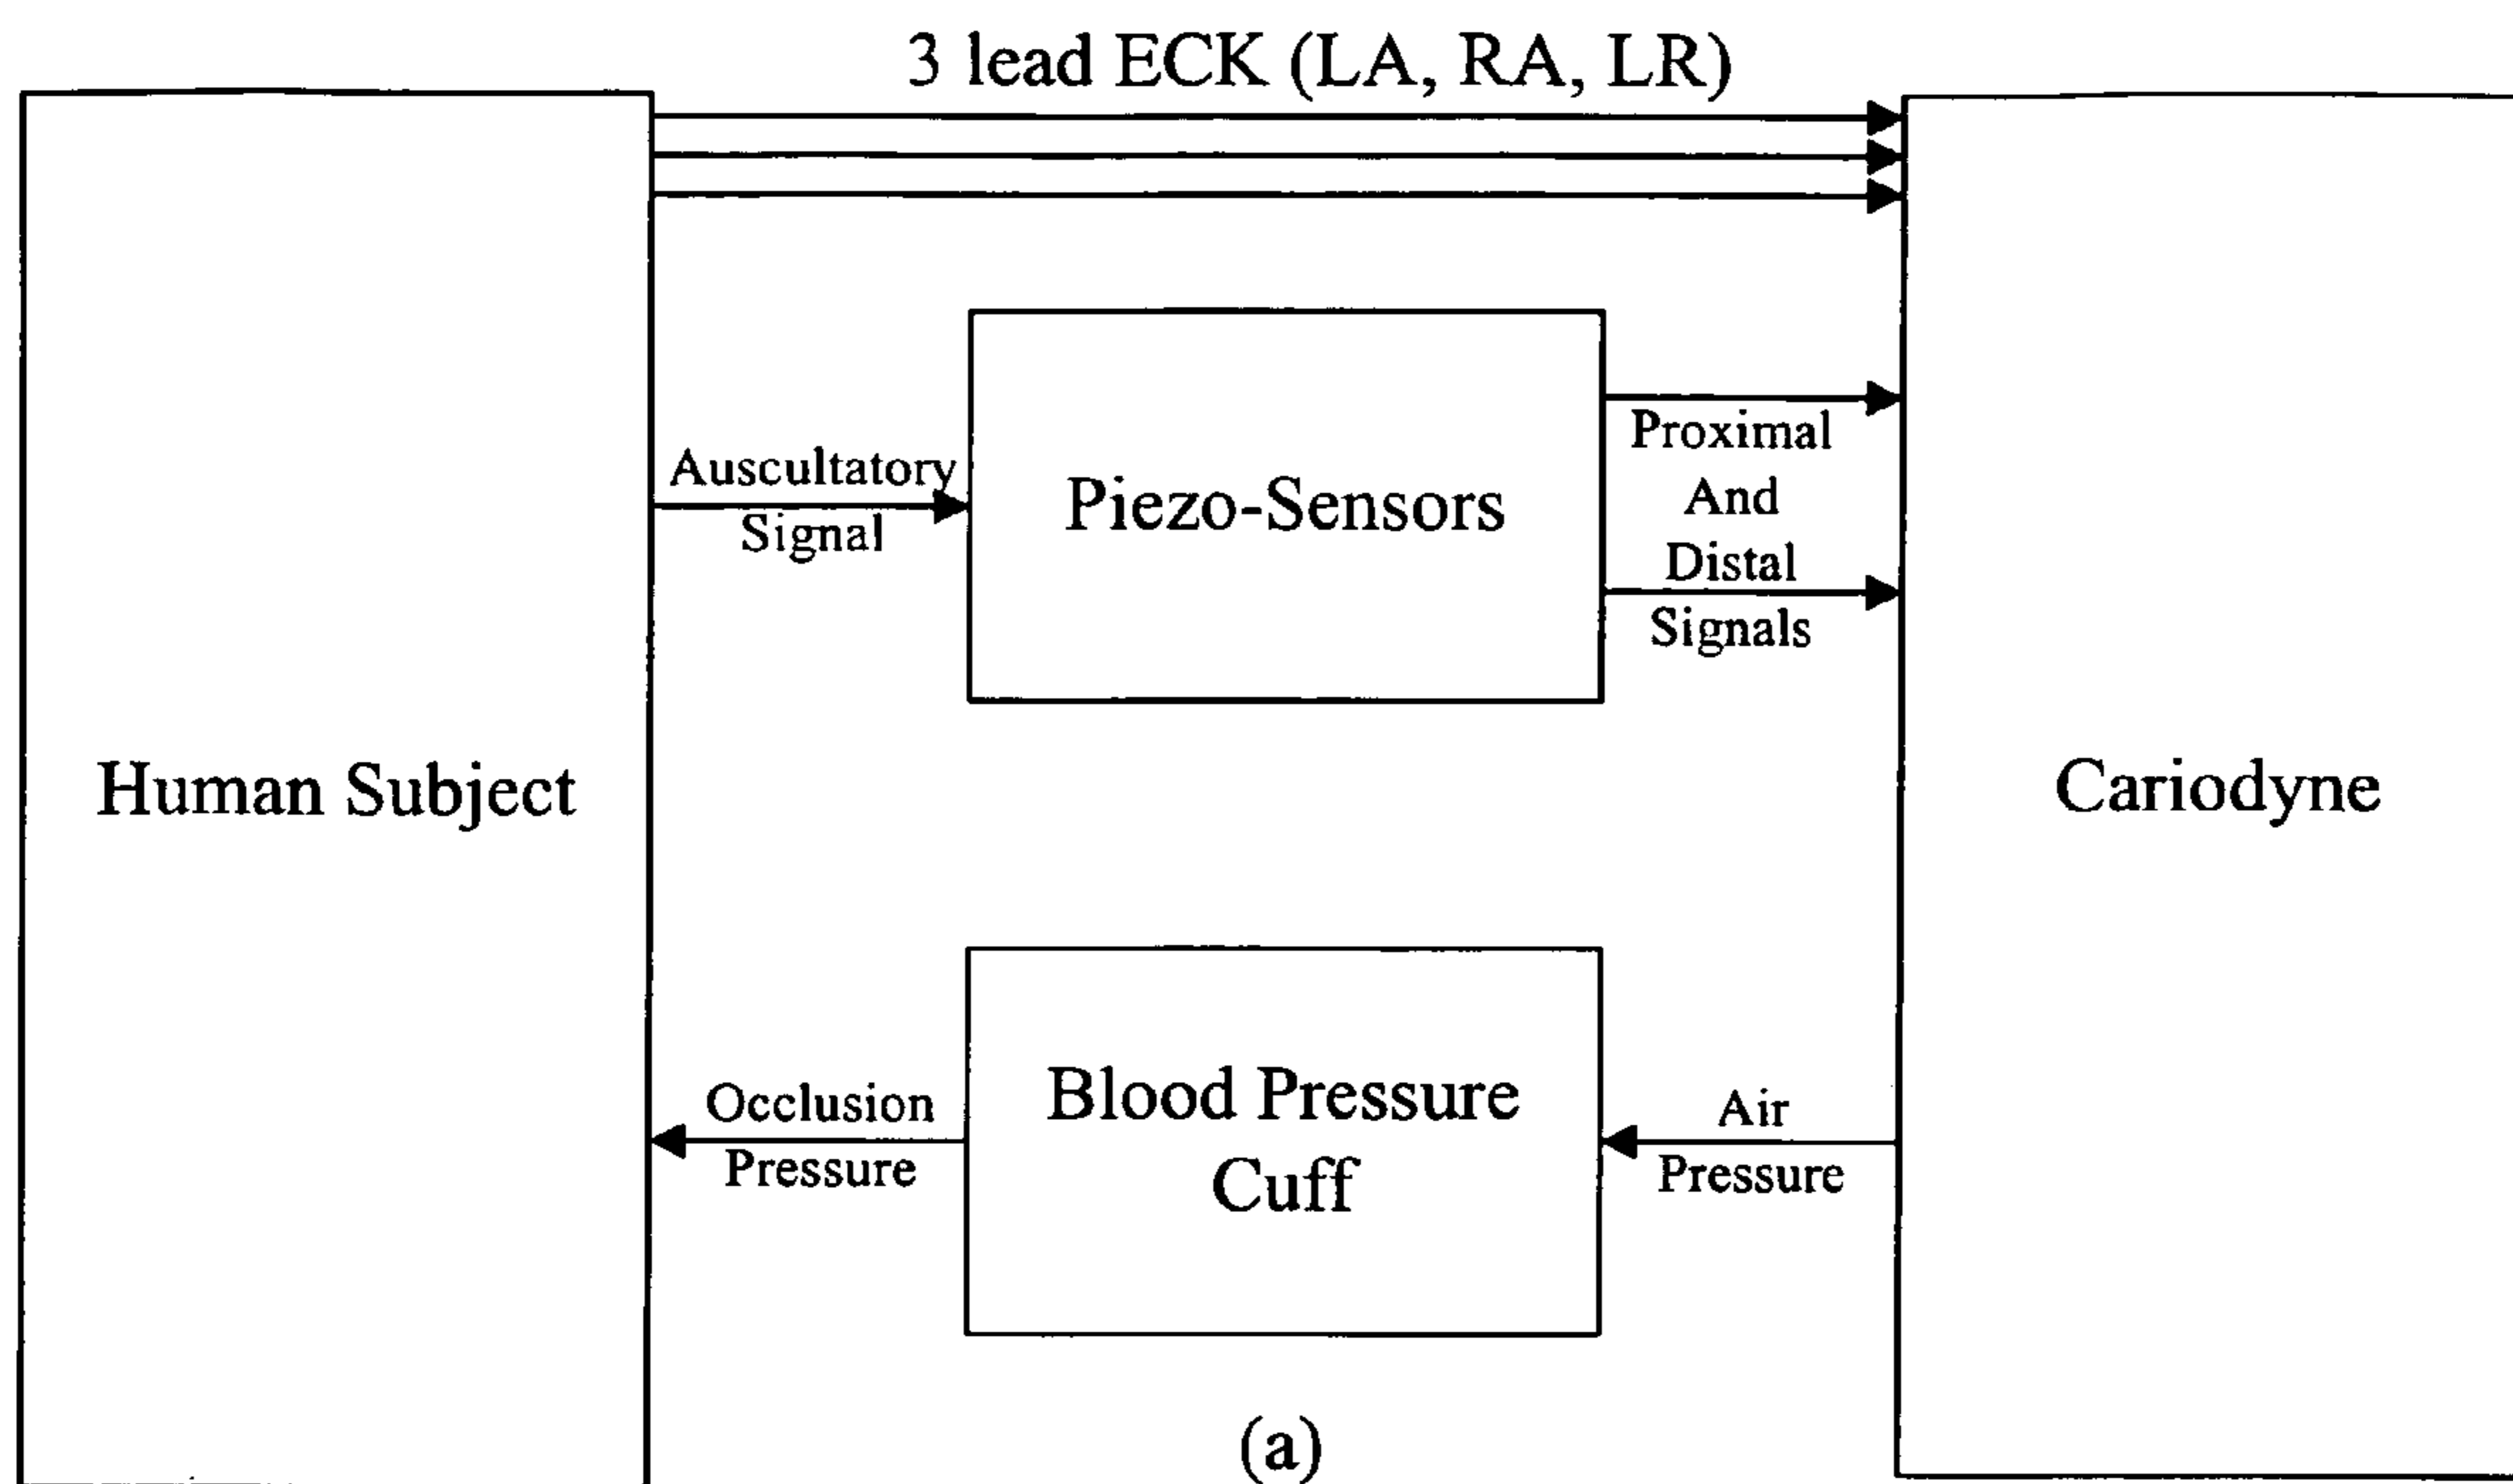 3 lead ECK (LA, RA, LR)
Auscultatory
Signal
Piezo-Sensors
Proximal
And
Distal
Signals
Human Subject
Cariodyne
Occlusion
Pressure
Blood Pressure
Cuff
Air
Pressure
(a)